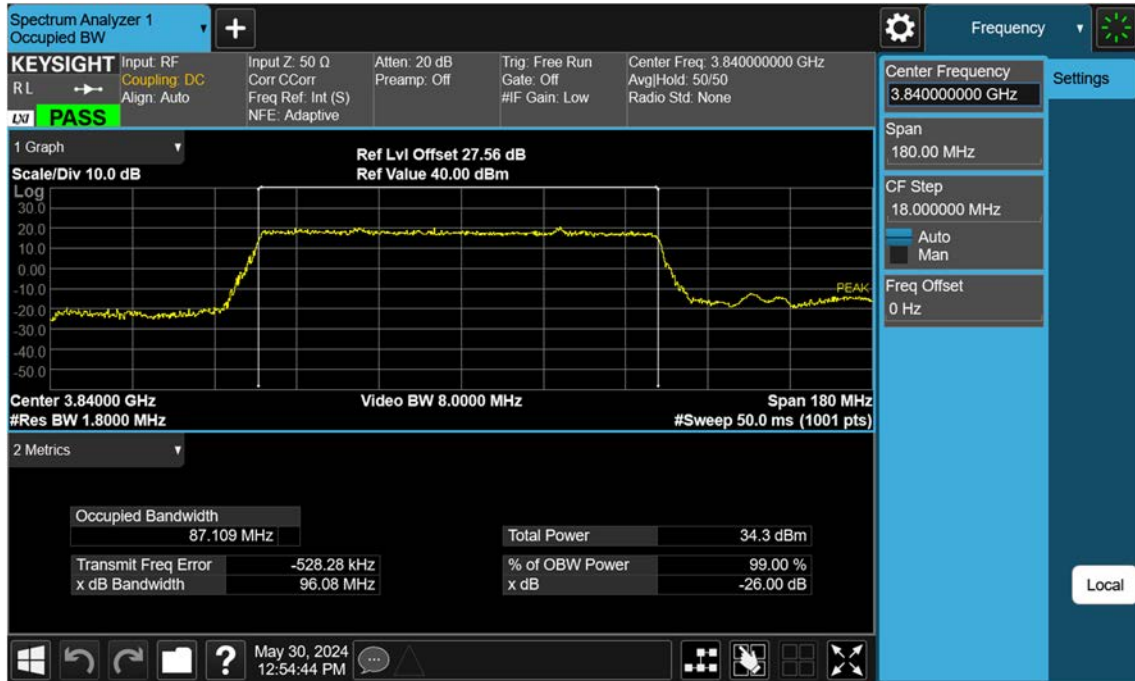 Spectrum Analyzer 1
Occupied BW
+
Frequency
KEYSIGHT
RL
LXI PASS
Input: RF
Coupling: DC
Align: Auto
Input Z: 50 Ω
Corr CCorr
Freq Ref: Int (S)
NFE: Adaptive
Atten: 20 dB
Preamp: Off
Trig: Free Run
Gate: Off
#IF Gain: Low
Center Freq: 3.840000000 GHz
Avg|Hold: 50/50
Radio Std: None
Center Frequency
3.840000000 GHz
Settings
Span
180.00 MHz
CF Step
18.000000 MHz
Auto
Man
Freq Offset
0 Hz
Local
1 Graph
Scale/Div 10.0 dB
Ref Lvl Offset 27.56 dB
Ref Value 40.00 dBm
Log
30.0
20.0
10.0
0.00
-10.0
-20.0
-30.0
-40.0
-50.0
PEAK
Center 3.84000 GHz
Video BW 8.0000 MHz
Span 180 MHz
#Res BW 1.8000 MHz
#Sweep 50.0 ms (1001 pts)
2 Metrics
Occupied Bandwidth
87.109 MHz
Total Power 34.3 dBm
Transmit Freq Error -528.28 kHz
% of OBW Power 99.00 %
x dB Bandwidth 96.08 MHz
x dB -26.00 dB
?
May 30, 2024
12:54:44 PM